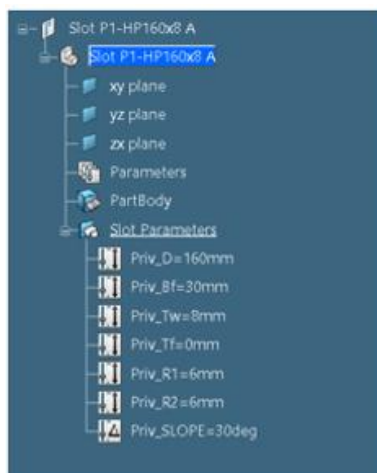 Slot P1-HP160x8 A
Slot P1-HP160x8 A
xy plane
yz plane
zx plane
Parameters
PartBody
Slot Parameters
Priv_D=160mm
Priv_Bf=30mm
Priv_Tw=8mm
Priv_Tf=0mm
Priv_R1=6mm
Priv_R2=6mm
Priv_SLOPE=30deg